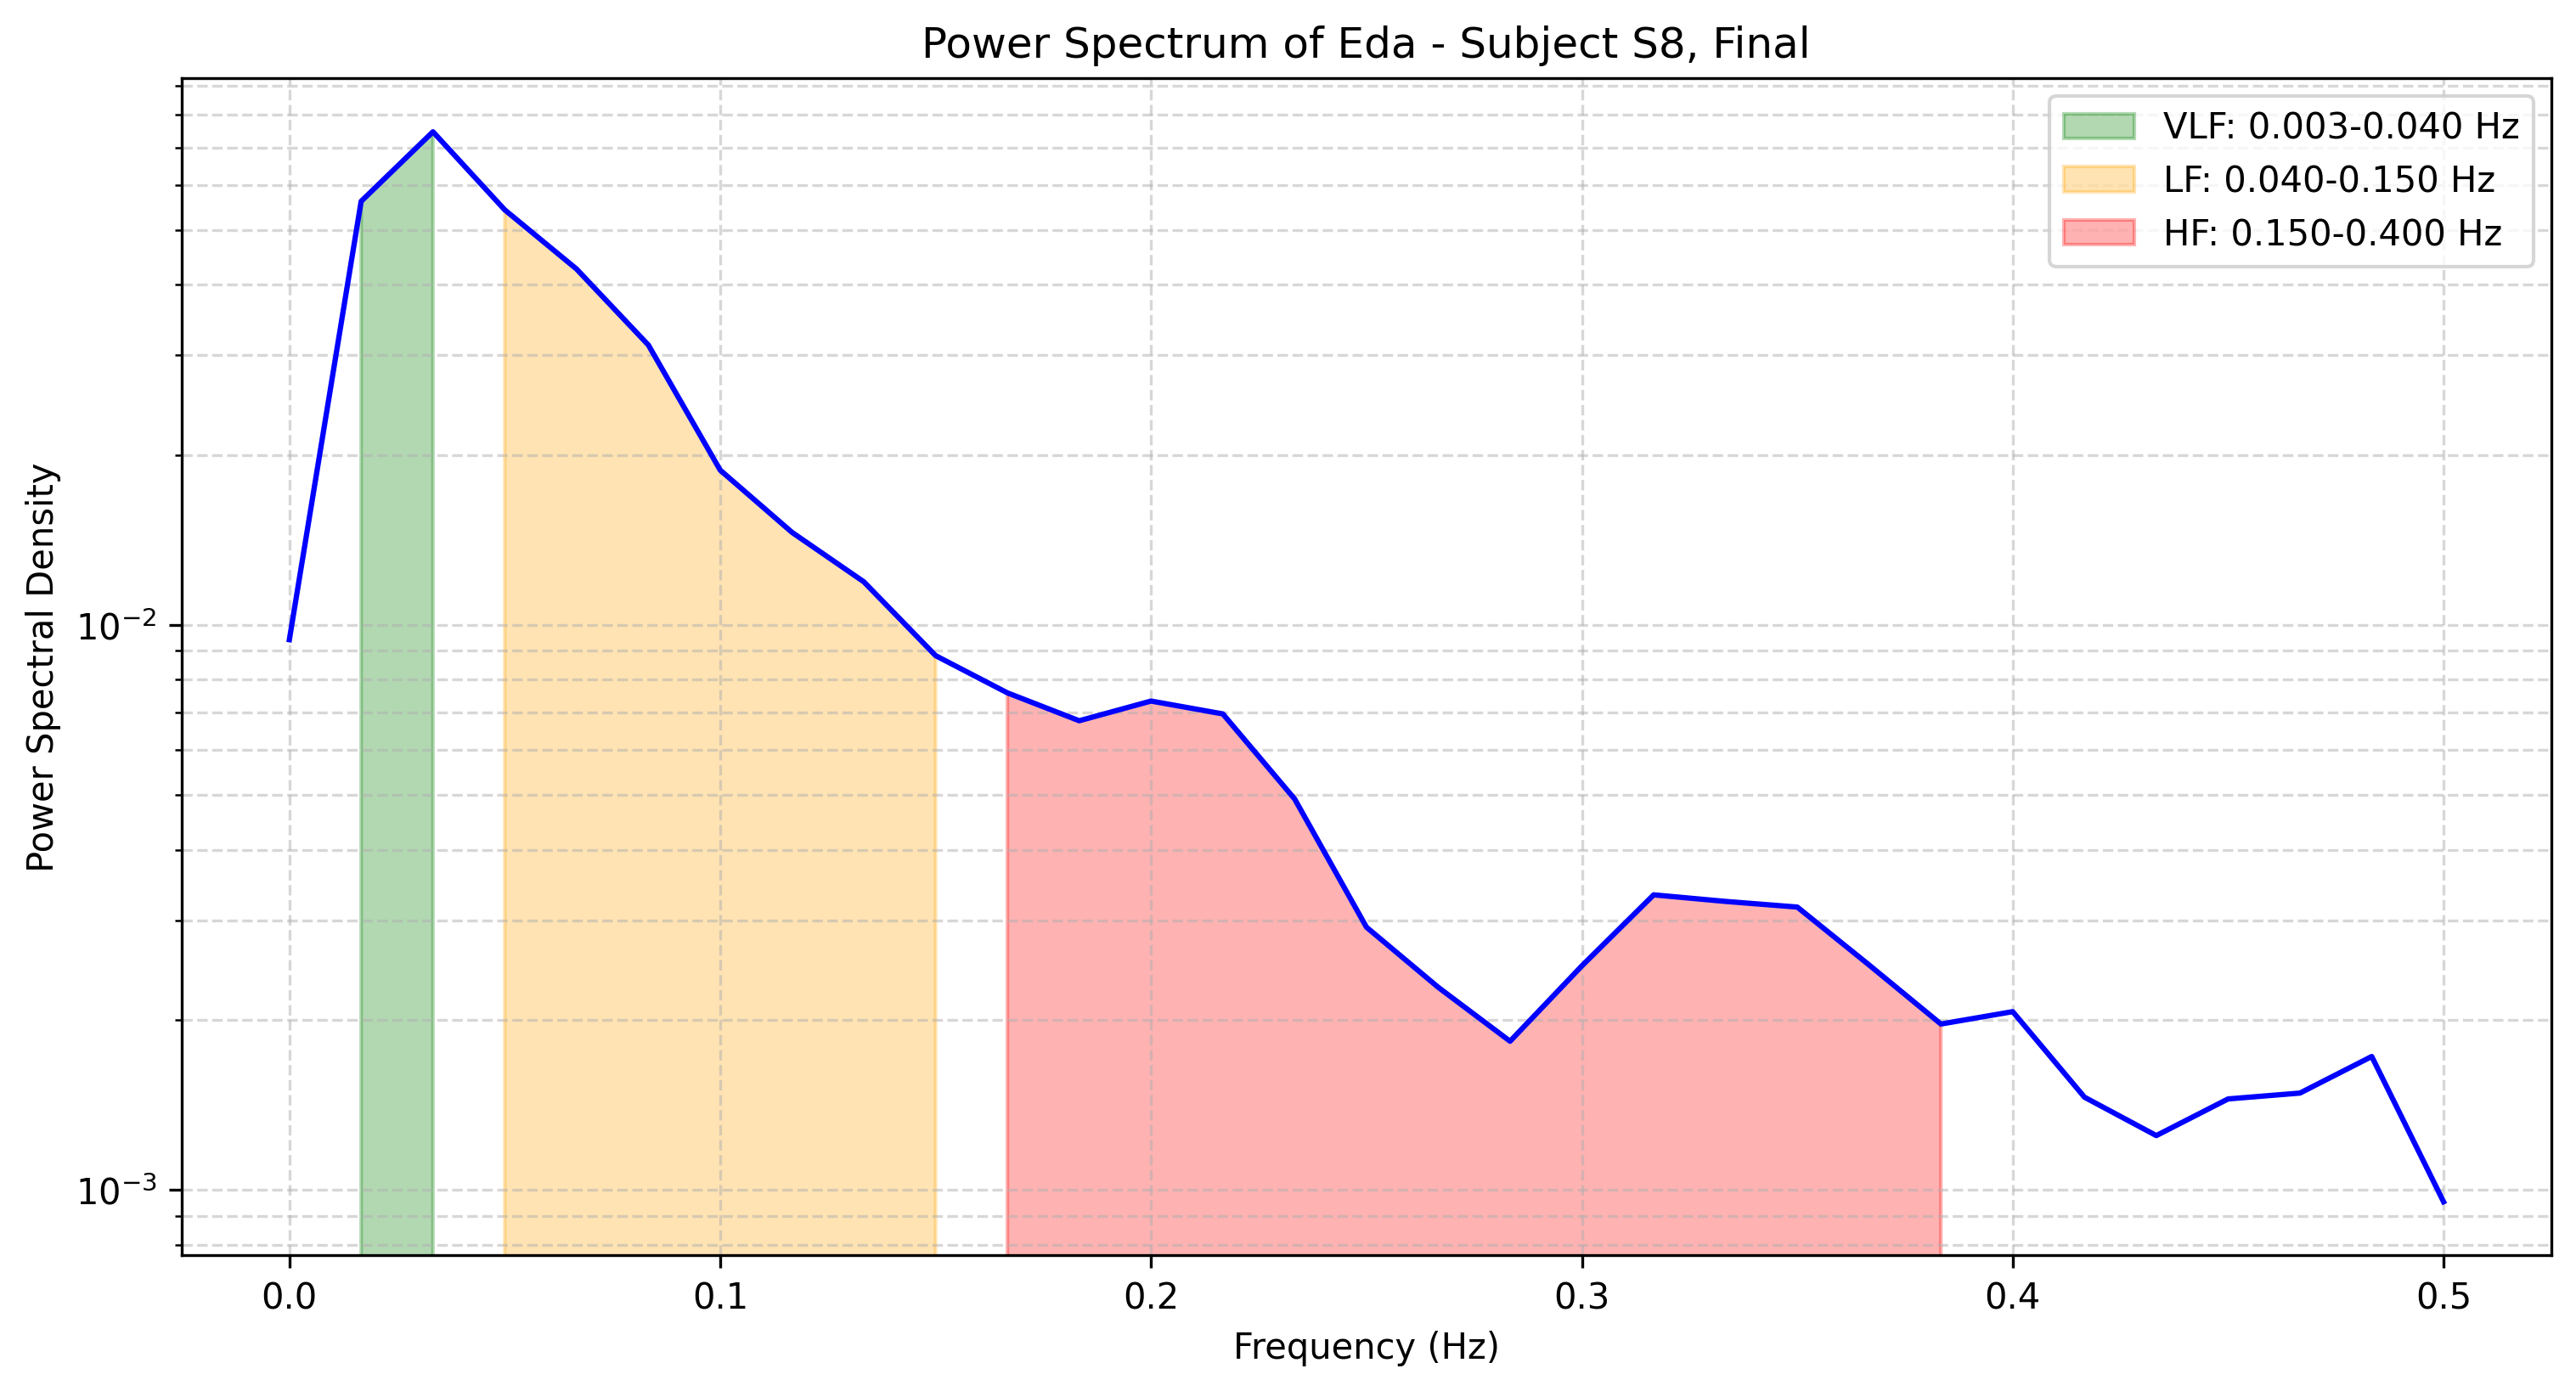 Power Spectrum of Eda - Subject S8, Final
VLF: 0.003-0.040 Hz
LF: 0.040-0.150 Hz
HF: 0.150-0.400 Hz
Power Spectral Density
10⁻²
10⁻³
0.0 0.1 0.2 0.3 0.4 0.5
Frequency (Hz)